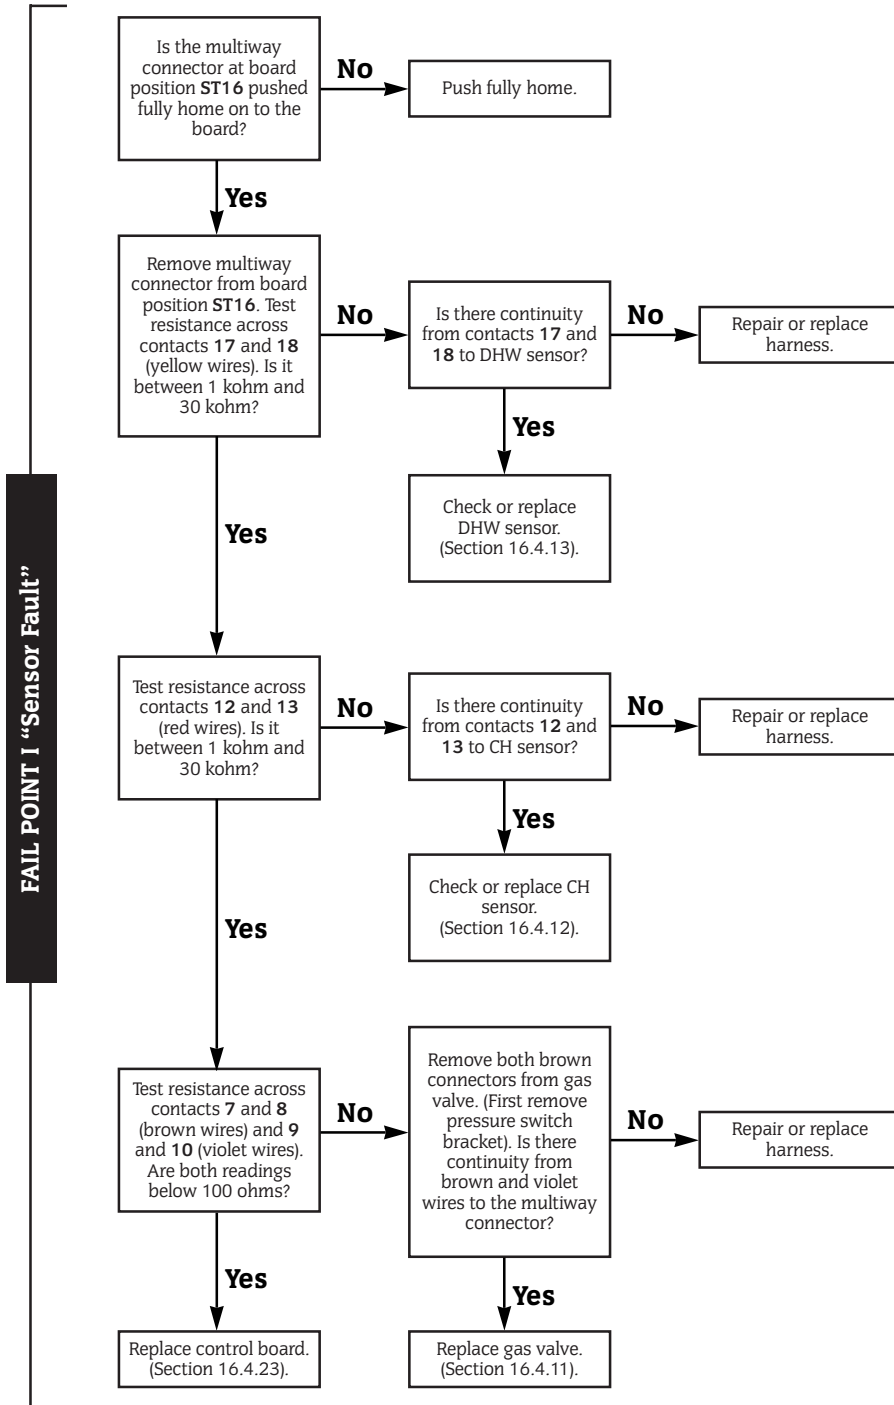 FAIL POINT I “Sensor Fault”
Is the multiway
connector at board
position ST16 pushed
fully home on to the
board?
No
Push fully home.
Yes
Remove multiway
connector from board
position ST16. Test
resistance across
contacts 17 and 18
(yellow wires). Is it
between 1 kohm and
30 kohm?
No
Is there continuity
from contacts 17 and
18 to DHW sensor?
No
Repair or replace
harness.
Yes
Check or replace
DHW sensor.
(Section 16.4.13).
Yes
Test resistance across
contacts 12 and 13
(red wires). Is it
between 1 kohm and
30 kohm?
No
Is there continuity
from contacts 12 and
13 to CH sensor?
No
Repair or replace
harness.
Yes
Check or replace CH
sensor.
(Section 16.4.12).
Yes
Test resistance across
contacts 7 and 8
(brown wires) and 9
and 10 (violet wires).
Are both readings
below 100 ohms?
No
Remove both brown
connectors from gas
valve. (First remove
pressure switch
bracket). Is there
continuity from
brown and violet
wires to the multiway
connector?
No
Repair or replace
harness.
Yes
Replace control board.
(Section 16.4.23).
Yes
Replace gas valve.
(Section 16.4.11).